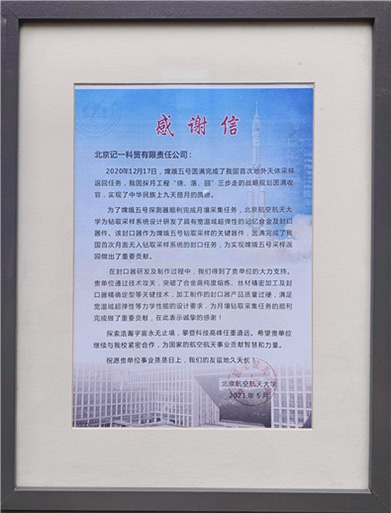 感谢信
北京记一科贸有限责任公司：
2020年12月17日，嫦娥五号圆满完成了我国首次地外天体采样
返回任务，我国探月工程“绕、落、回”三步走的战略规划圆满收
官，实现了中华民族上九天揽月的夙愿。
为了嫦娥五号探测器顺利完成月壤采集任务，北京航空航天大
学为钻取采样系统设计研发了具有宽温域超弹性的记忆合金及封口
器件。该封口器作为嫦娥五号钻取采样的关键器件，圆满完成了我
国首次月面无人钻取采样系统的封口任务，为实现嫦娥五号采样返
回做出了重要贡献。
在封口器研发及制作过程中，我们得到了贵单位的大力支持。
贵单位通过技术攻关，突破了合金高纯度熔炼、丝材精密加工及封
口器精确定型等关键技术，加工制作的封口器产品质量过硬，满足
宽温域超弹性等力学性能的设计要求，为月壤钻取采集任务的顺利
完成做了重要贡献，在此表示诚挚的感谢！
探索浩瀚宇宙永无止境，攀登科技高峰任重道远。希望贵单位
继续与我校紧密合作，为国家的航空航天事业贡献智慧和力量。
祝愿贵单位事业蒸蒸日上，我们的友谊地久天长！
北京航空航天大学
2021年5月